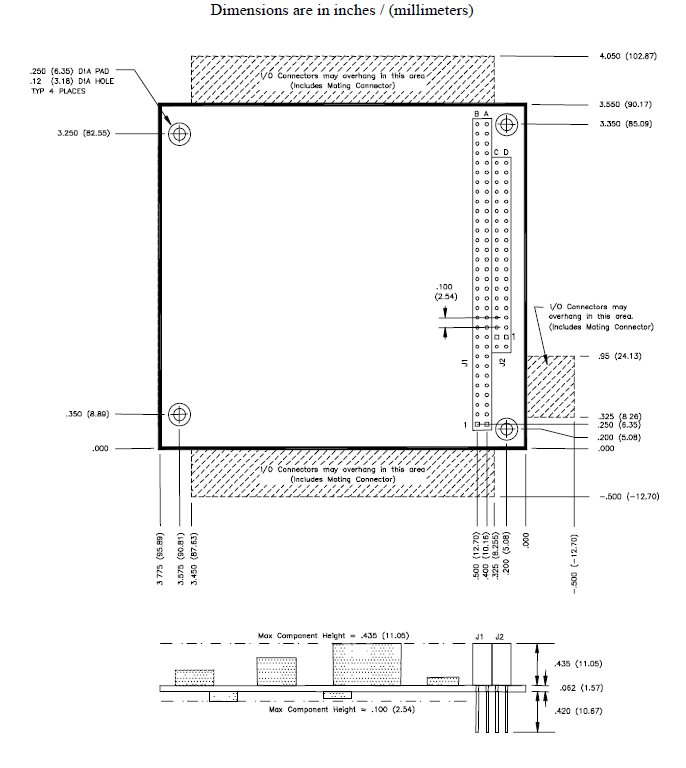 Dimensions are in inches / (millimeters)
4.050 (102.87)
.250 (6.35) DIA PAD
.12 (3.18) DIA HOLE
TYP 4 PLACES
I/O Connectors may overhang in this area
(Includes Mating Connector)
3.550 (90.17)
B A
3.350 (85.09)
3.250 (82.55)
C D
.100
(2.54)
I/O Connectors may
overhang in this area.
(Includes Mating Connector)
1
J1
J2
.95 (24.13)
.350 (8.89)
.325 (8.26)
1
.250 (6.35)
.200 (5.08)
.000
.000
I/O Connectors may overhang in this area
(Includes Mating Connector)
-.500 (-12.70)
3.775 (95.89)
3.575 (90.81)
3.450 (87.63)
.500 (12.70)
.400 (10.16)
.325 (8.255)
.200 (5.08)
.000
-.500 (-12.70)
Max Component Height = .435 (11.05)
J1 J2
.435 (11.05)
.062 (1.57)
Max Component Height = .100 (2.54)
.420 (10.67)